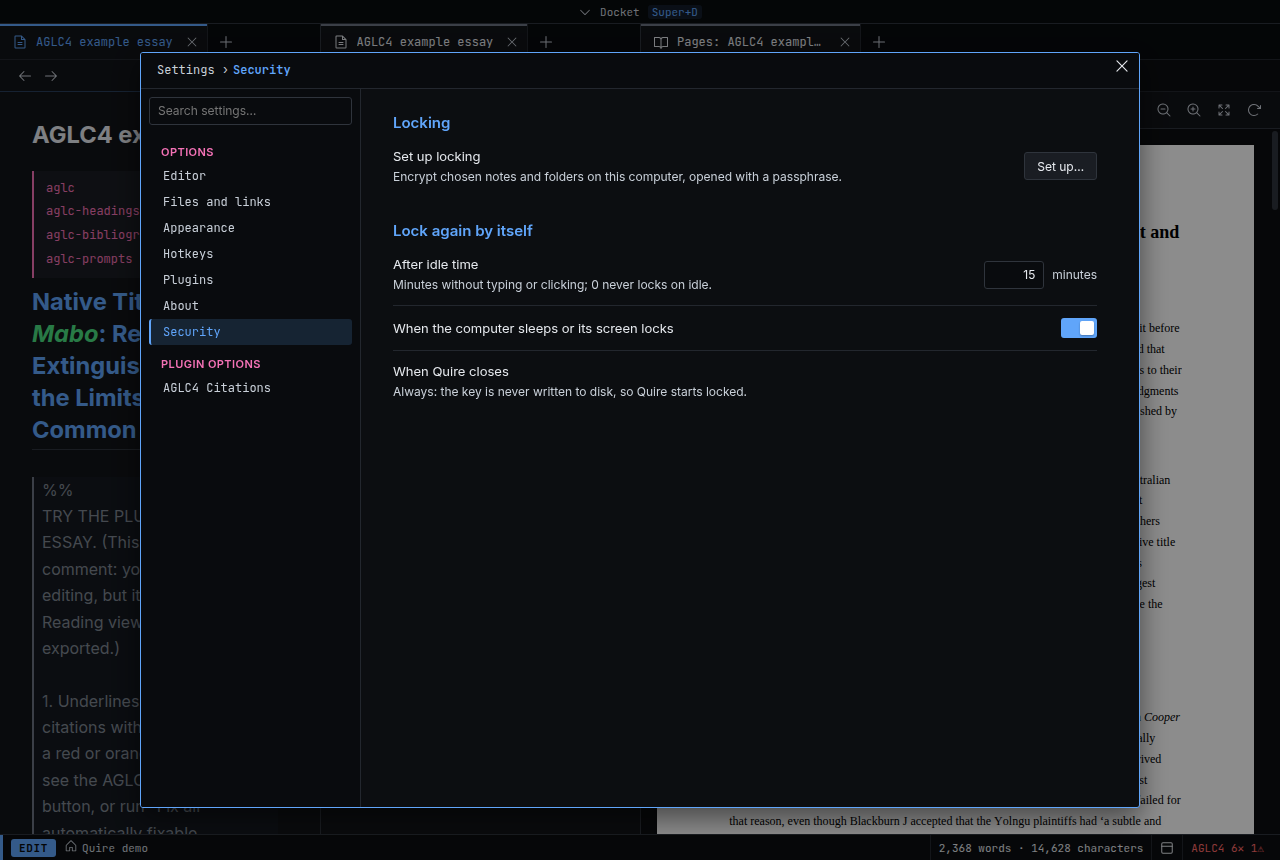 Docket Super+D
AGLC4 example essay
AGLC4 example essay
Pages: AGLC4 exampl…
Settings › Security
Search settings...
OPTIONS
Editor
Files and links
Appearance
Hotkeys
Plugins
About
Security
PLUGIN OPTIONS
AGLC4 Citations
Locking
Set up locking
Encrypt chosen notes and folders on this computer, opened with a passphrase.
Set up...
Lock again by itself
After idle time
Minutes without typing or clicking; 0 never locks on idle.
15 minutes
When the computer sleeps or its screen locks
When Quire closes
Always: the key is never written to disk, so Quire starts locked.
AGLC4 ex
aglc
aglc-headings
aglc-bibliogr
aglc-prompts
Native Tit
Mabo: Re
Extinguis
the Limits
Common
%%
TRY THE PLU
ESSAY. (This
comment: yo
editing, but it
Reading view
exported.)
1. Underlines
citations with
a red or oran
see the AGLC
button, or run
automatically fixable
t and
it before
d that
s to their
dgments
shed by
tralian
t
hers
ive title
s
gest
e the
Cooper
ally
rived
st
ailed for
that reason, even though Blackburn J accepted that the Yolngu plaintiffs had ‘a subtle and
EDIT
Quire demo
2,368 words · 14,628 characters
AGLC4 6× 1⚠